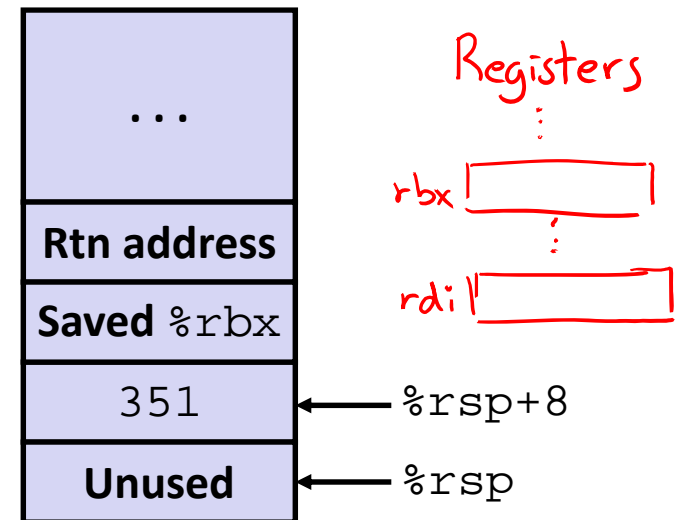 ...
Rtn address
Saved %rbx
351
Unused
%rsp+8
%rsp
Registers
rbx
rdi